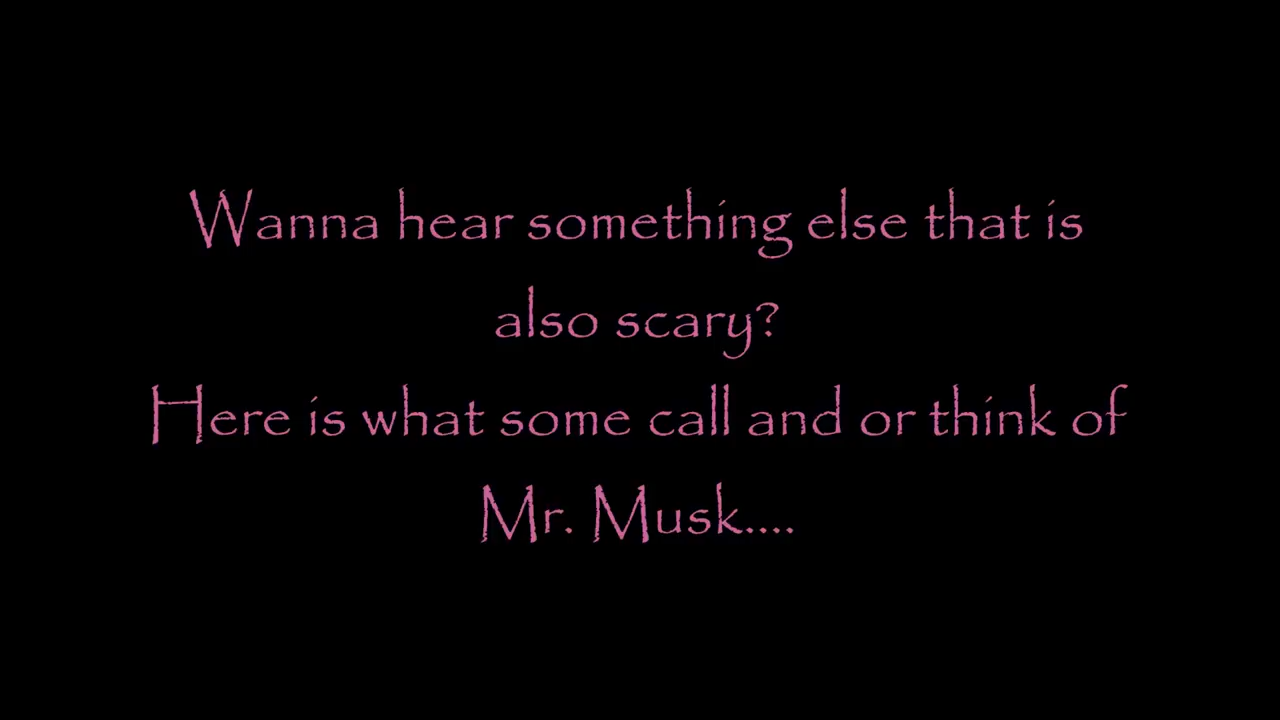 Wanna hear something else that is
also scary?
Here is what some call and or think of
Mr. Musk....